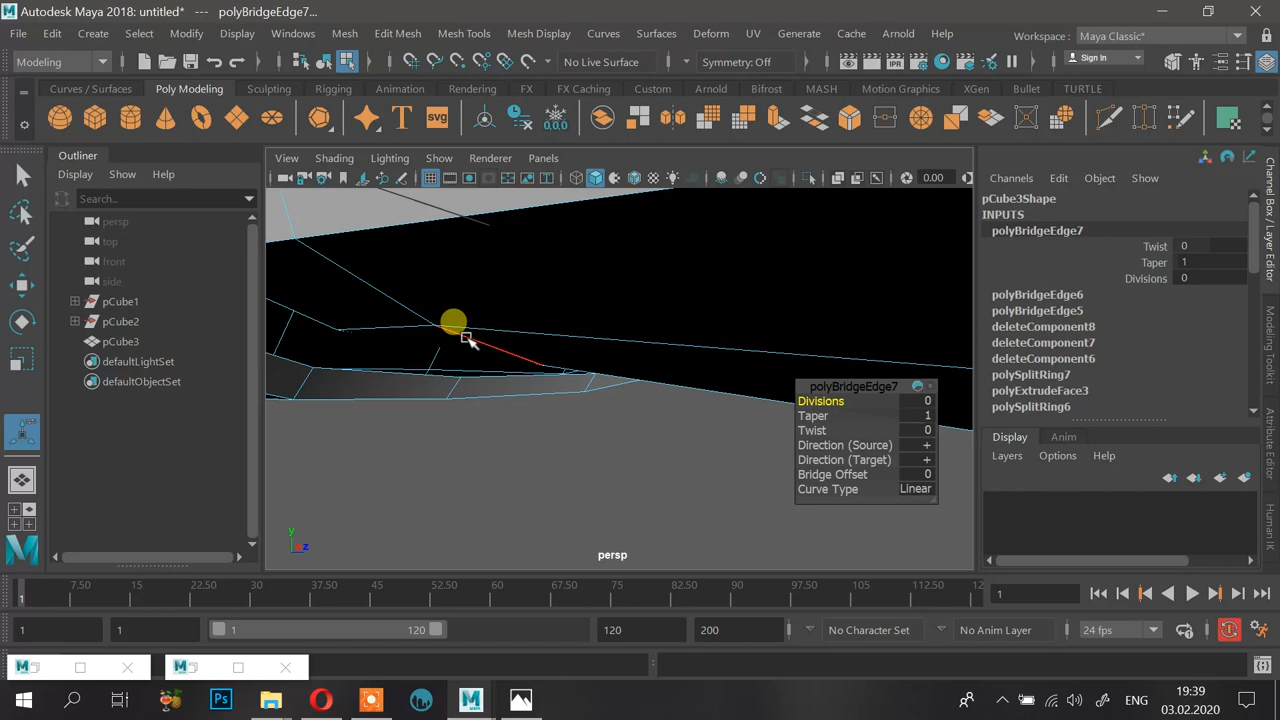 Autodesk Maya 2018: untitled* --- polyBridgeEdge7...
File Edit Create Select Modify Display Windows Mesh Edit Mesh Mesh Tools Mesh Display Curves Surfaces Deform UV Generate Cache Arnold Help Workspace : Maya Classic*
Modeling No Live Surface Symmetry: Off Sign In
Curves / Surfaces Poly Modeling Sculpting Rigging Animation Rendering FX FX Caching Custom Arnold Bifrost MASH Motion Graphics XGen Bullet TURTLE
T svg 0,0,0
Outliner
Display Show Help
Search...
persp
top
front
side
pCube1
pCube2
pCube3
defaultLightSet
defaultObjectSet
View Shading Lighting Show Renderer Panels
0.00
polyBridgeEdge7
Divisions 0
Taper 1
Twist 0
Direction (Source) +
Direction (Target) +
Bridge Offset 0
Curve Type Linear
y
z
persp
Channels Edit Object Show
pCube3Shape
INPUTS
polyBridgeEdge7
Twist 0
Taper 1
Divisions 0
polyBridgeEdge6
polyBridgeEdge5
deleteComponent8
deleteComponent7
deleteComponent6
polySplitRing7
polyExtrudeFace3
polySplitRing6
Display Anim
Layers Options Help
Channel Box / Layer Editor
Attribute Editor
Human IK
1 7.50 15 22.50 30 37.50 45 52.50 60 67.50 75 82.50 90 97.50 105 112.50 12
1
1 1 1 120 120 200 No Character Set No Anim Layer 24 fps
Ps ENG 19:39
03.02.2020